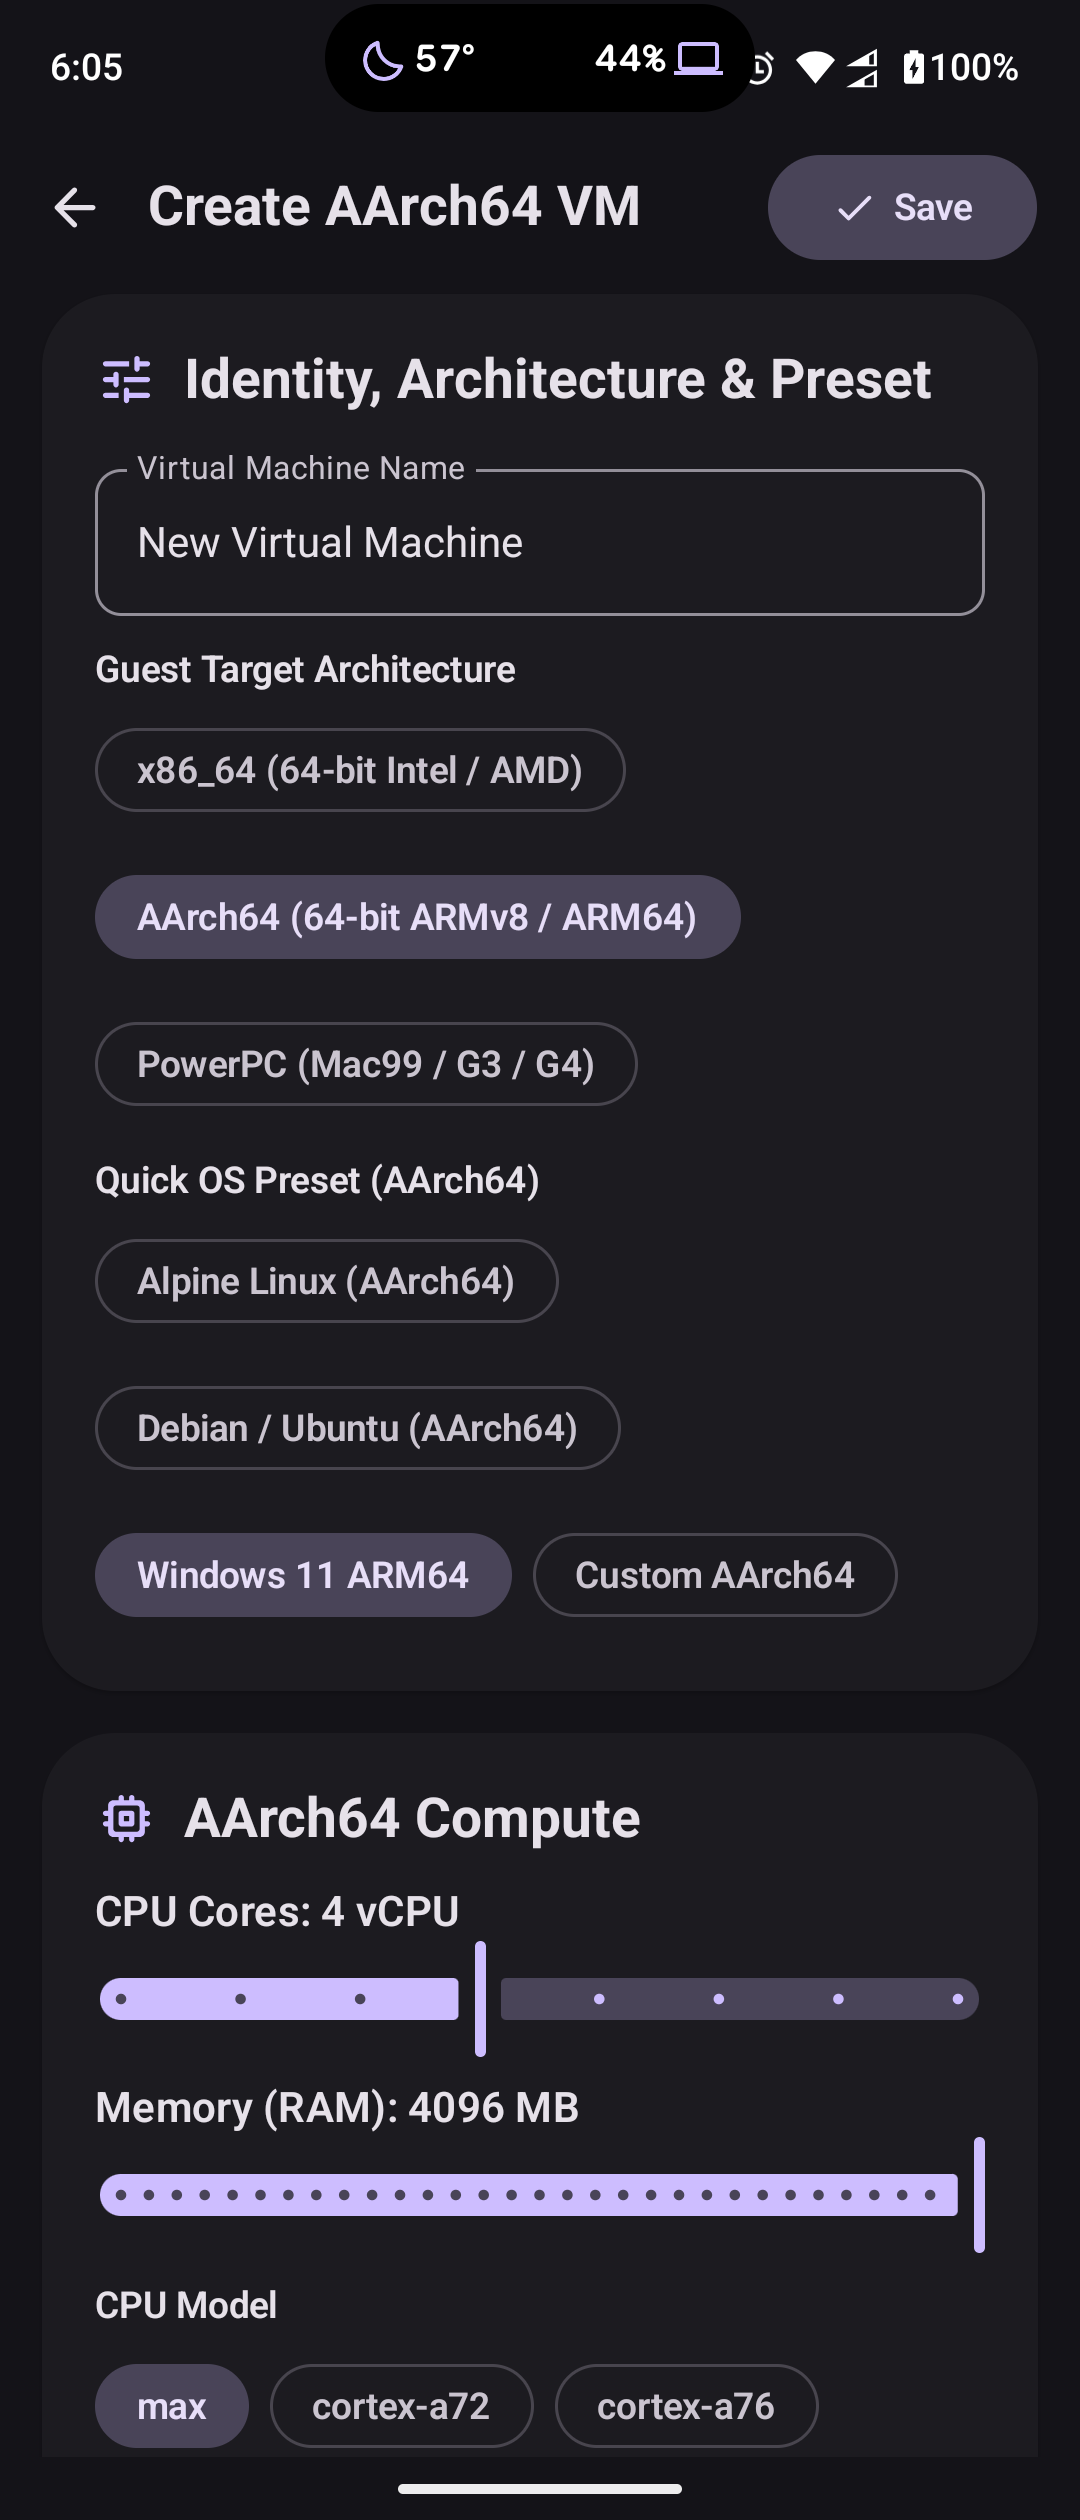 6:05
57°
44%
100%
Create AArch64 VM
Save
Identity, Architecture & Preset
Virtual Machine Name
New Virtual Machine
Guest Target Architecture
x86_64 (64-bit Intel / AMD)
AArch64 (64-bit ARMv8 / ARM64)
PowerPC (Mac99 / G3 / G4)
Quick OS Preset (AArch64)
Alpine Linux (AArch64)
Debian / Ubuntu (AArch64)
Windows 11 ARM64
Custom AArch64
AArch64 Compute
CPU Cores: 4 vCPU
Memory (RAM): 4096 MB
CPU Model
max
cortex-a72
cortex-a76